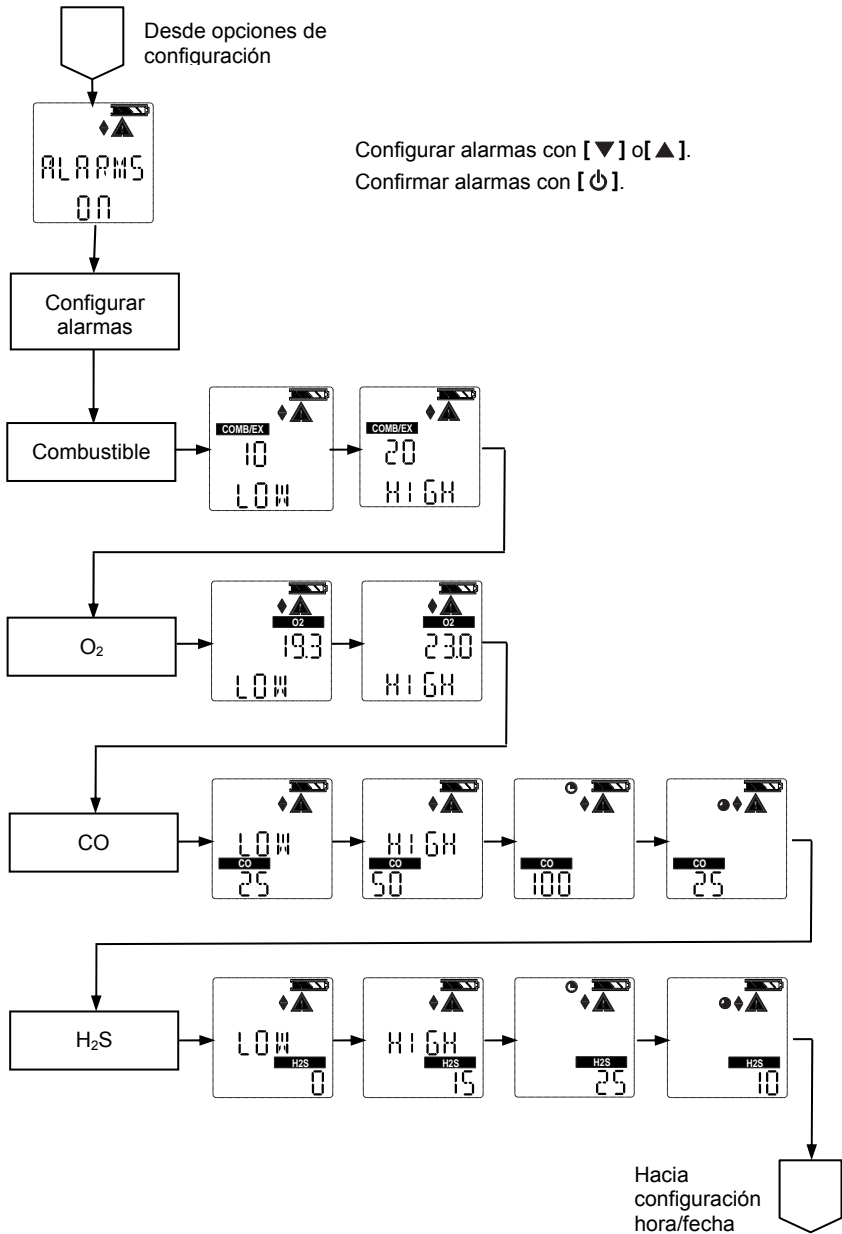 Desde opciones de
configuración
ALARMS
ON
Configurar alarmas con [▼] o[▲].
Confirmar alarmas con [⏻].
Configurar
alarmas
Combustible
COMB/EX
10
LOW
COMB/EX
20
HIGH
O₂
O2
19.3
LOW
O2
23.0
HIGH
CO
LOW
CO
25
HIGH
CO
50
CO
100
CO
25
H₂S
LOW
H2S
0
HIGH
H2S
15
H2S
25
H2S
10
Hacia
configuración
hora/fecha